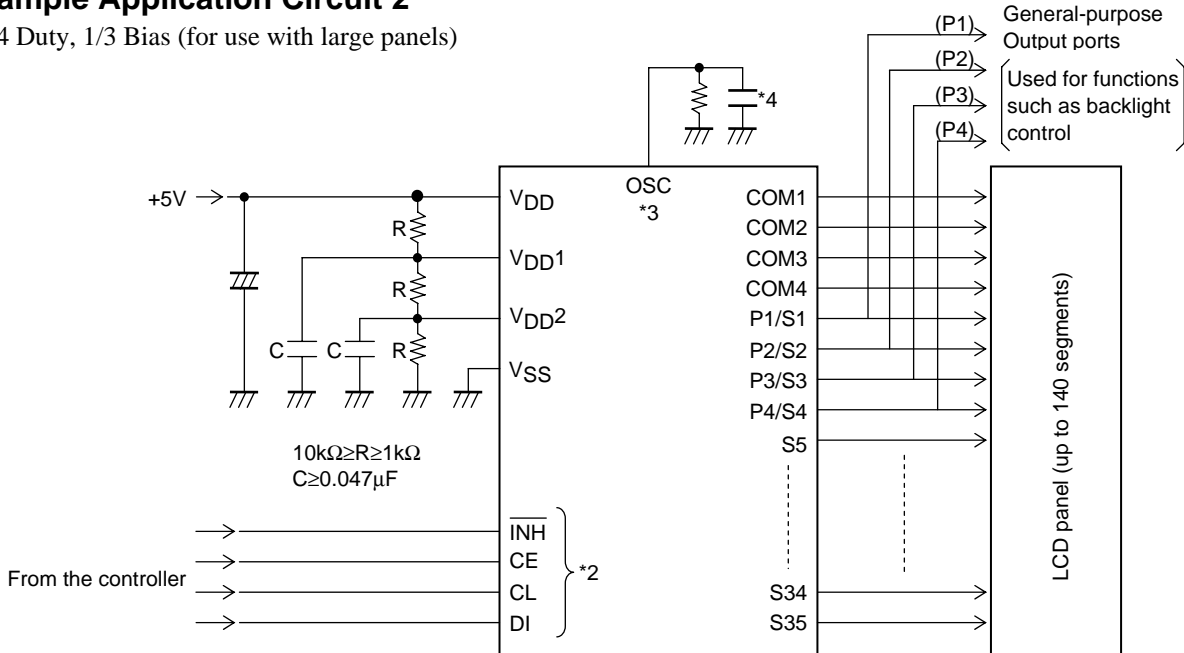 ample Application Circuit 2
4 Duty, 1/3 Bias (for use with large panels)
(P1)
General-purpose
Output ports
(P2)
(P3)
(P4)
Used for functions
such as backlight
control
*4
OSC
*3
+5V
R
R
R
C
C
VDD
VDD1
VDD2
VSS
10kΩ≥R≥1kΩ
C≥0.047μF
From the controller
INH
CE
CL
DI
*2
COM1
COM2
COM3
COM4
P1/S1
P2/S2
P3/S3
P4/S4
S5
S34
S35
LCD panel (up to 140 segments)